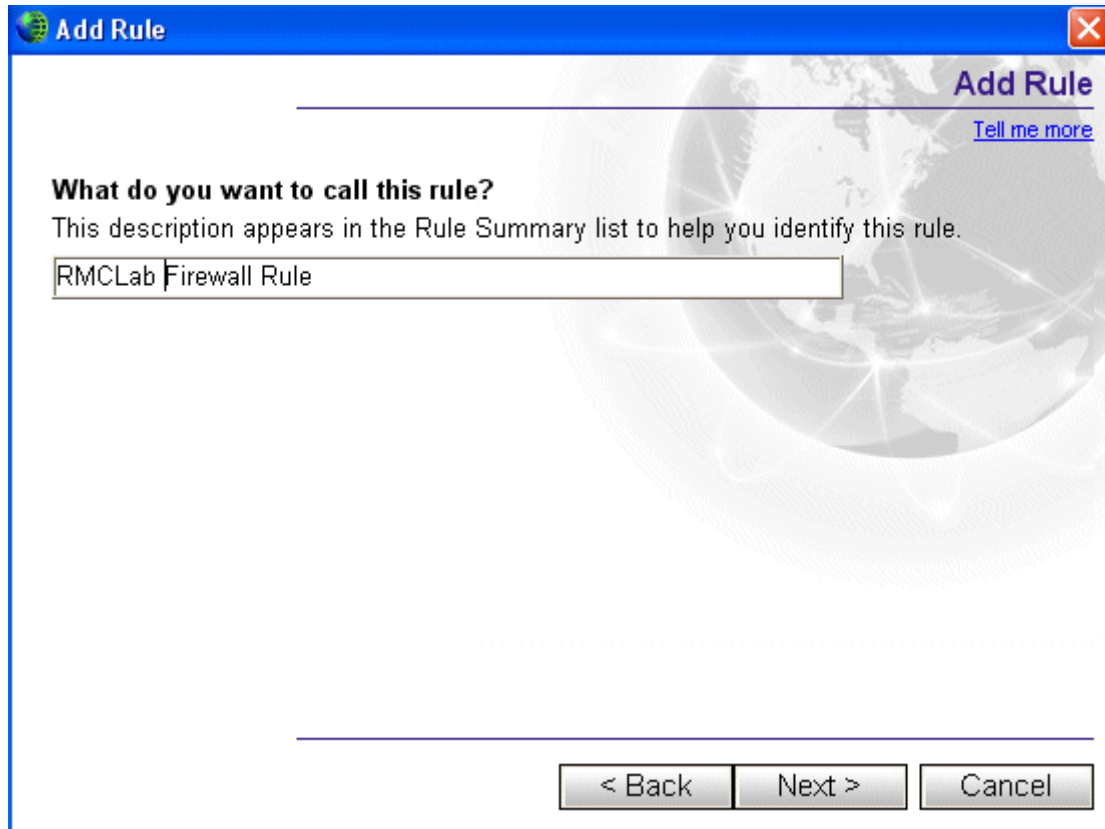 Add Rule
Add Rule
Tell me more
What do you want to call this rule?
This description appears in the Rule Summary list to help you identify this rule.
RMCLab Firewall Rule
< Back
Next >
Cancel